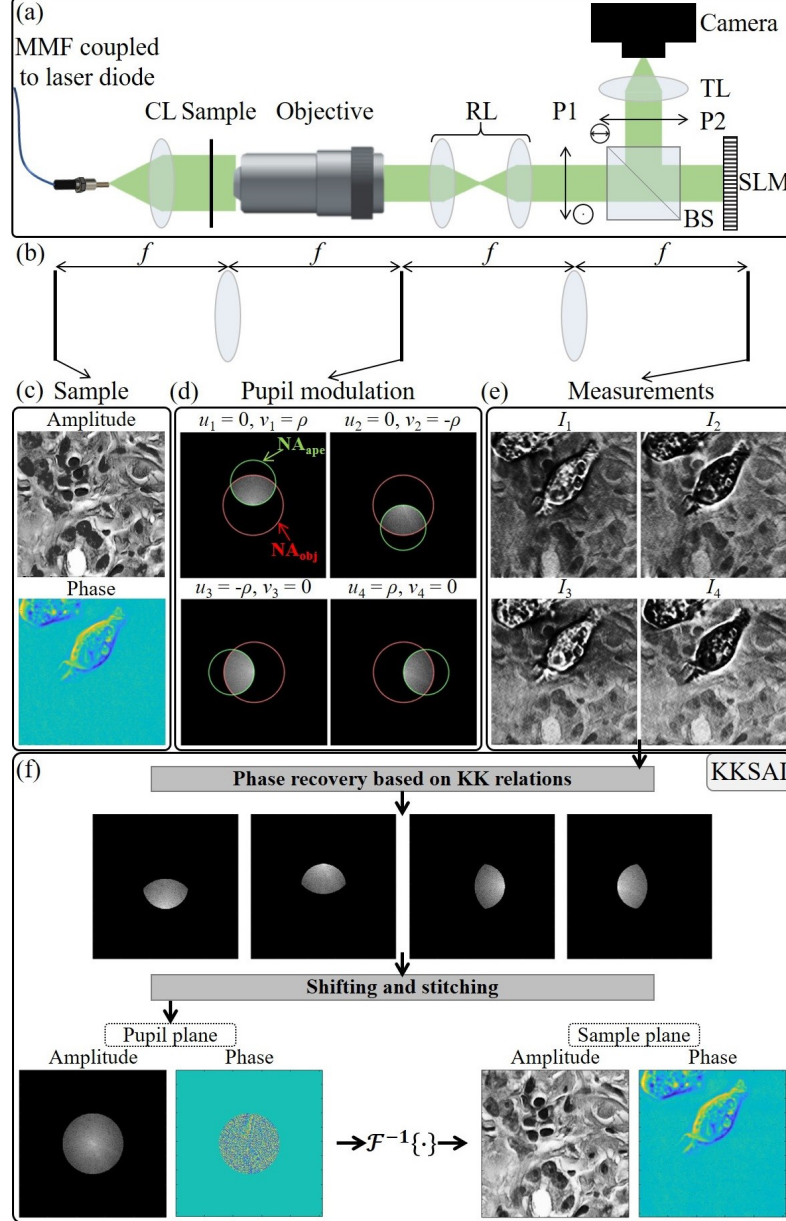 (a)
MMF coupled
to laser diode
CL
Sample
Objective
RL
P1
Camera
TL
P2
SLM
BS
(b)
f
f
f
f
(c)
Sample
Amplitude
Phase
(d)
Pupil modulation
u₁ = 0, v₁ = ρ
u₂ = 0, v₂ = -ρ
NAape
NAobj
u₃ = -ρ, v₃ = 0
u₄ = ρ, v₄ = 0
(e)
Measurements
I₁
I₂
I₃
I₄
(f)
KKSAI
Phase recovery based on KK relations
Shifting and stitching
Pupil plane
Amplitude
Phase
ℱ⁻¹{·}
Sample plane
Amplitude
Phase